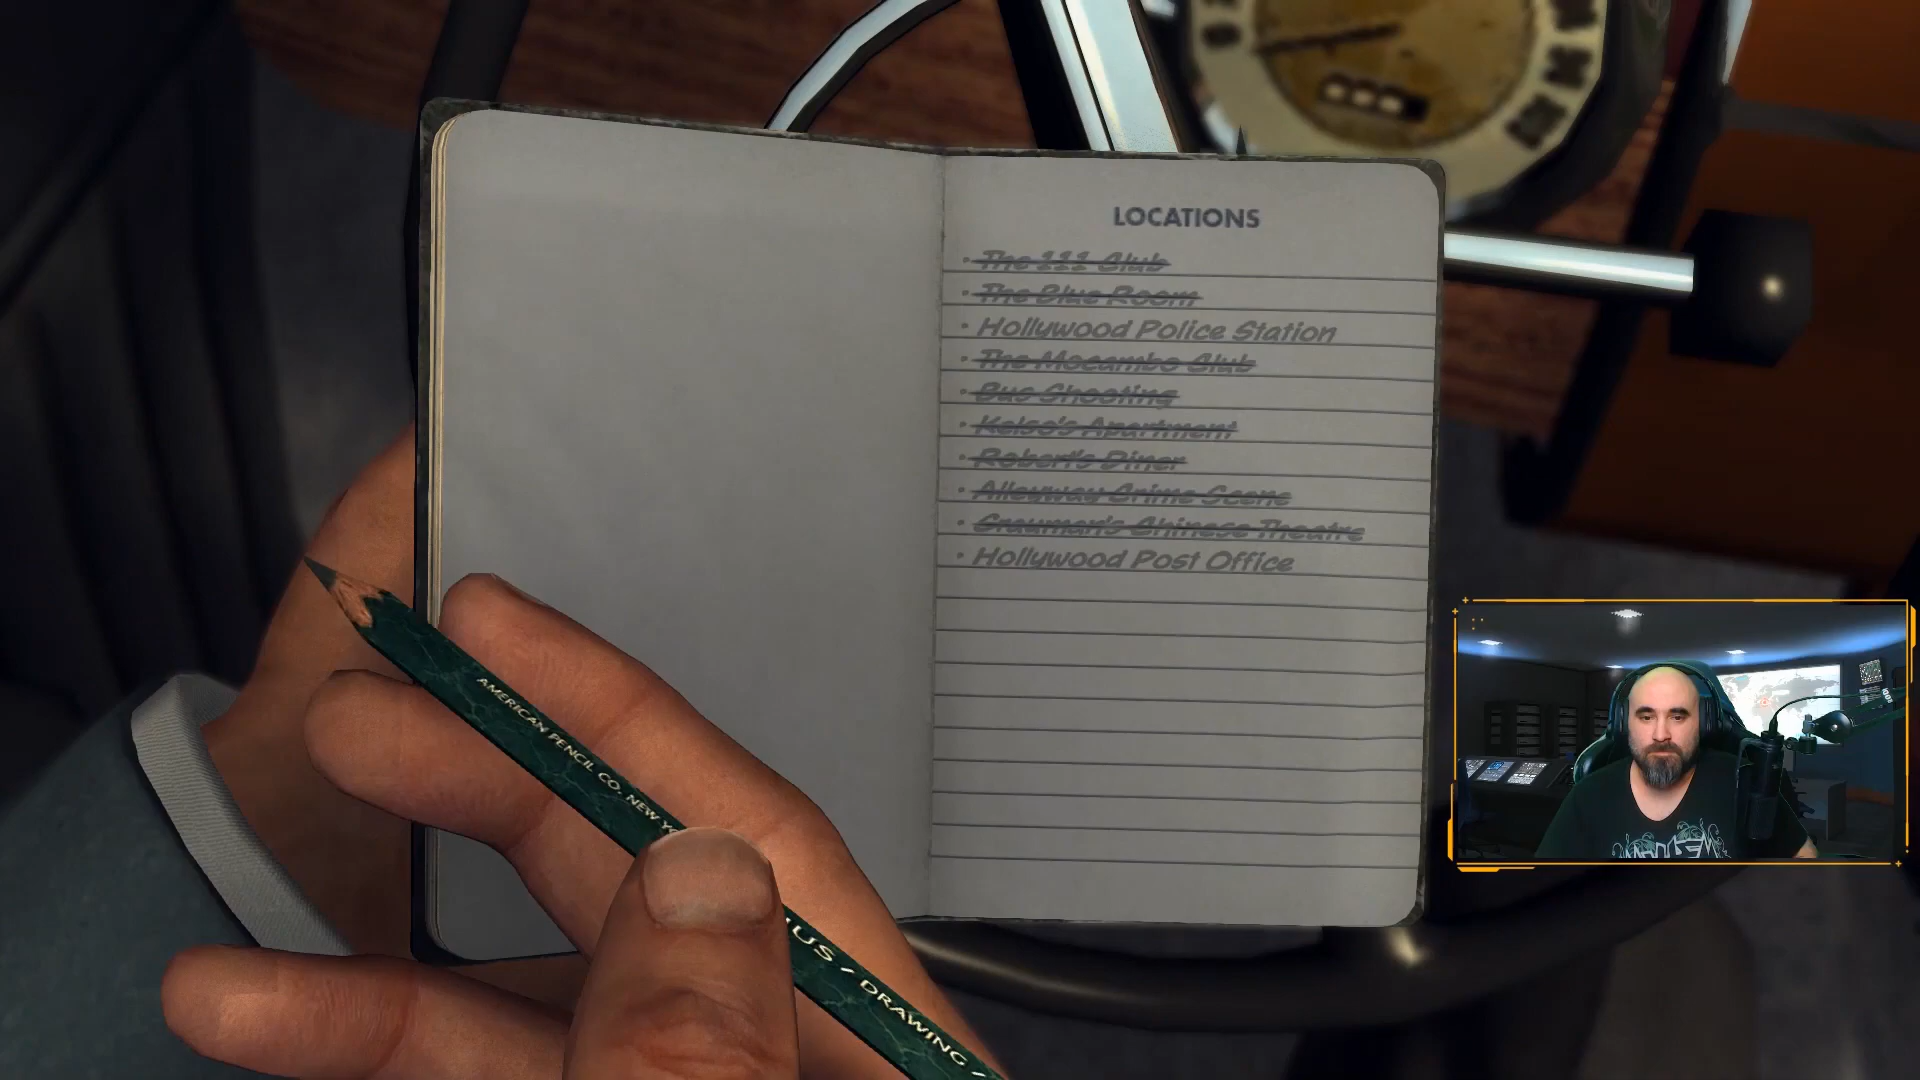 LOCATIONS
· The 111 Club
· The Blue Room
· Hollywood Police Station
· The Mocambo Club
· Bus Shooting
· Kelso's Apartment
· Robert's Diner
· Alleyway Crime Scene
· Grauman's Chinese Theatre
· Hollywood Post Office
AMERICAN PENCIL CO. NEW YO
US / DRAWING /